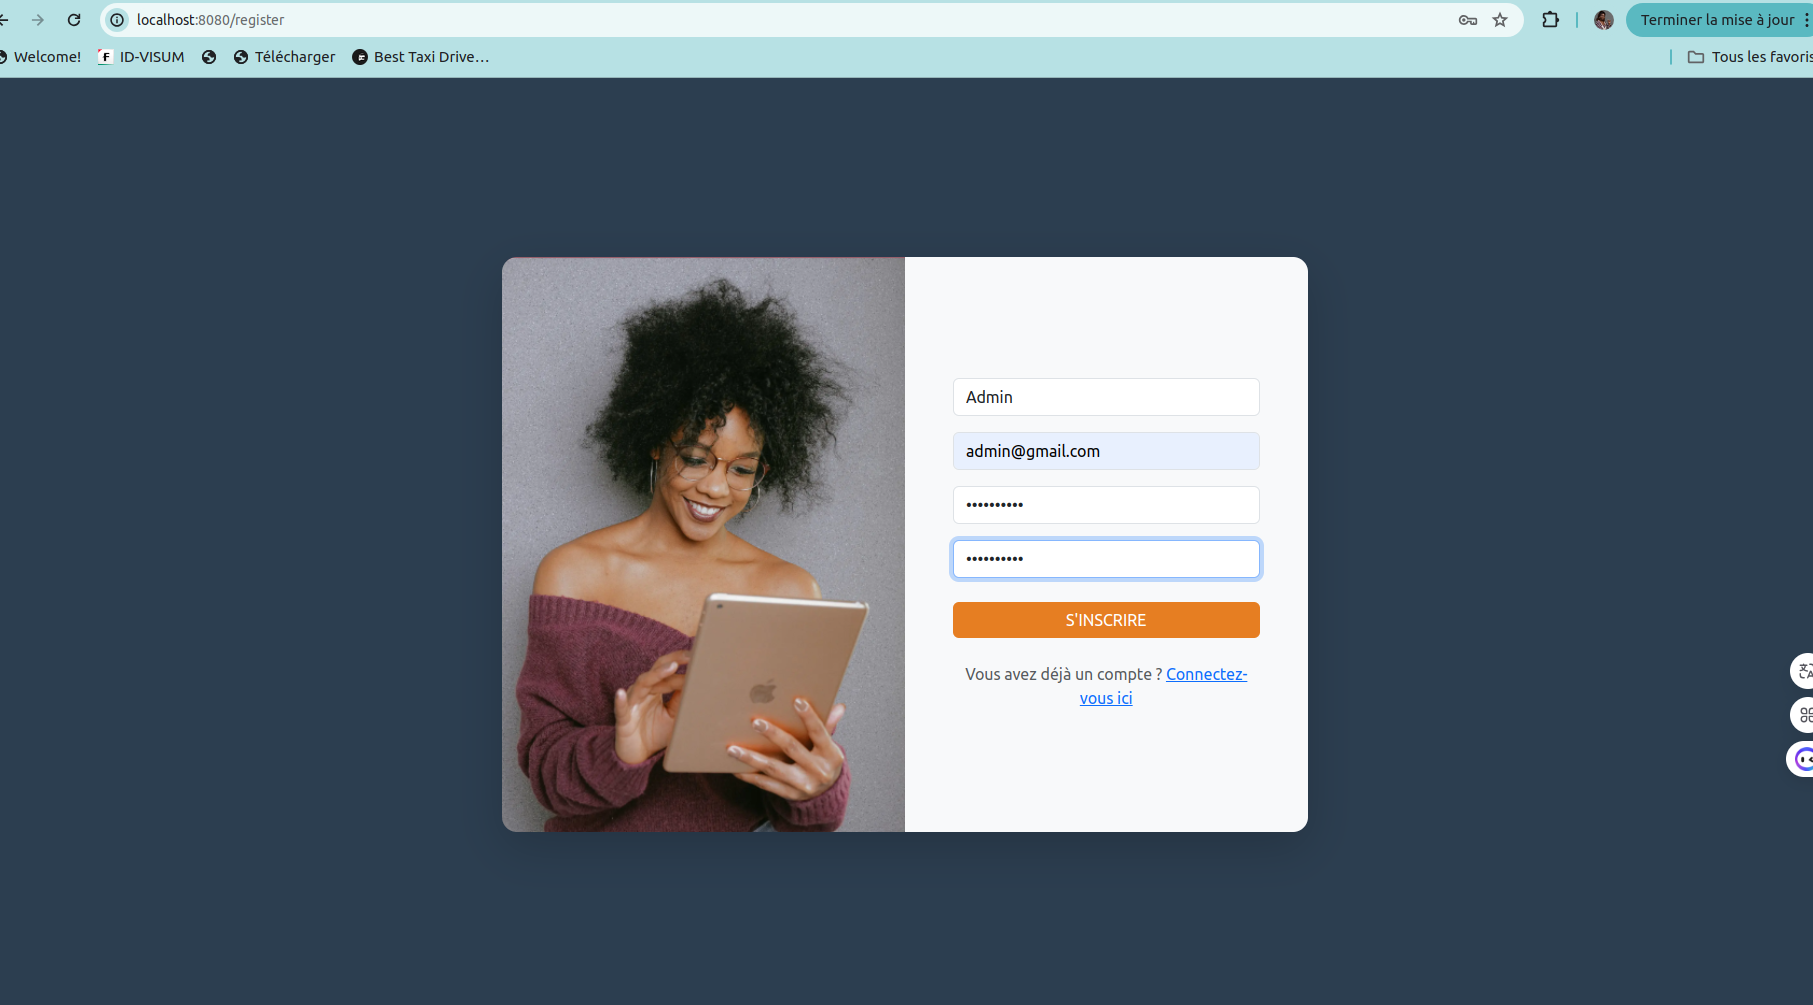 localhost:8080/register
Terminer la mise à jour
Welcome!
ID-VISUM
Télécharger
Best Taxi Drive…
Tous les favoris
Admin
admin@gmail.com
••••••••••
••••••••••
S'INSCRIRE
Vous avez déjà un compte ? Connectez-
vous ici